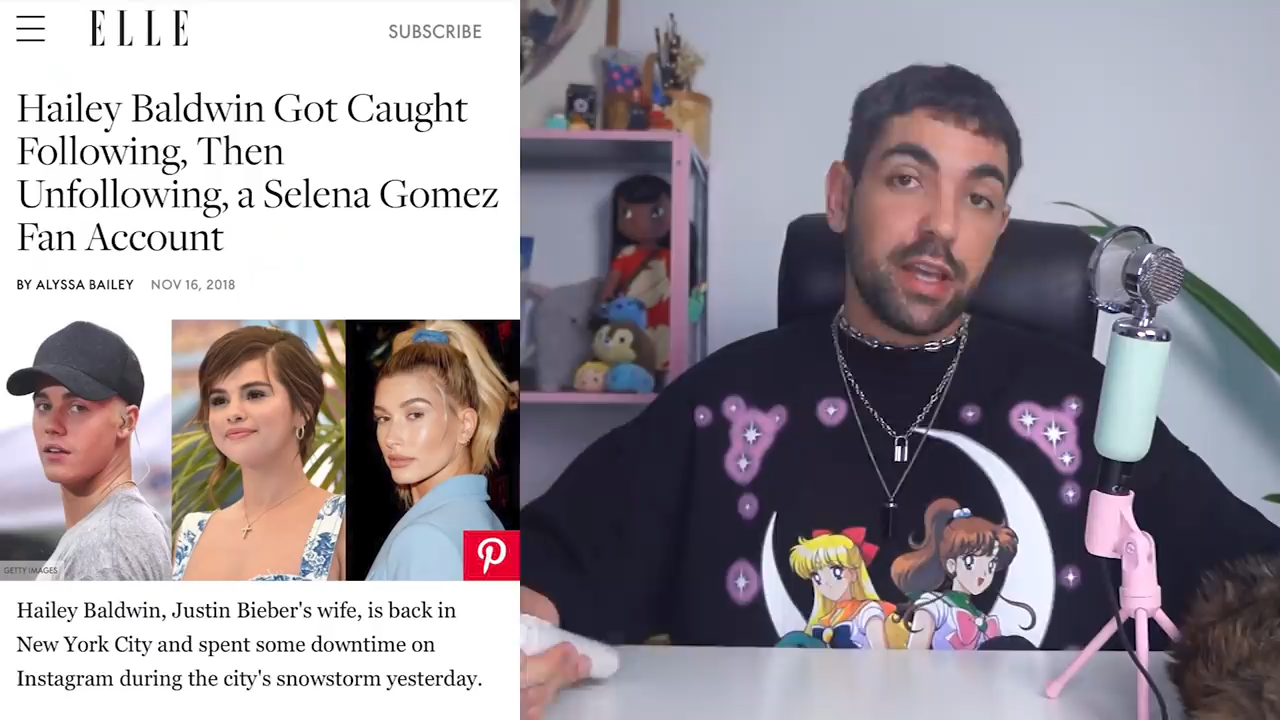 ELLE
SUBSCRIBE
Hailey Baldwin Got Caught
Following, Then
Unfollowing, a Selena Gomez
Fan Account
BY ALYSSA BAILEY NOV 16, 2018
GETTY IMAGES
Hailey Baldwin, Justin Bieber's wife, is back in
New York City and spent some downtime on
Instagram during the city's snowstorm yesterday.